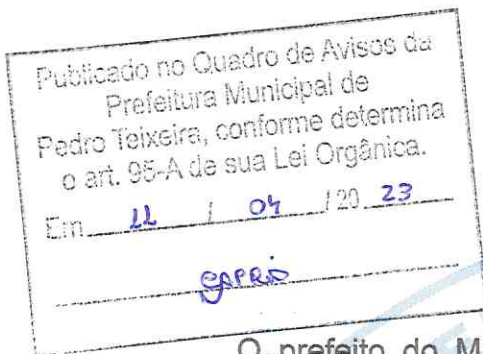 Publicado no Quadro de Avisos da
Prefeitura Municipal de
Pedro Teixeira, conforme determina
o art. 95-A de sua Lei Orgânica.
Em 11 / 04 / 20 23
O prefeito do M